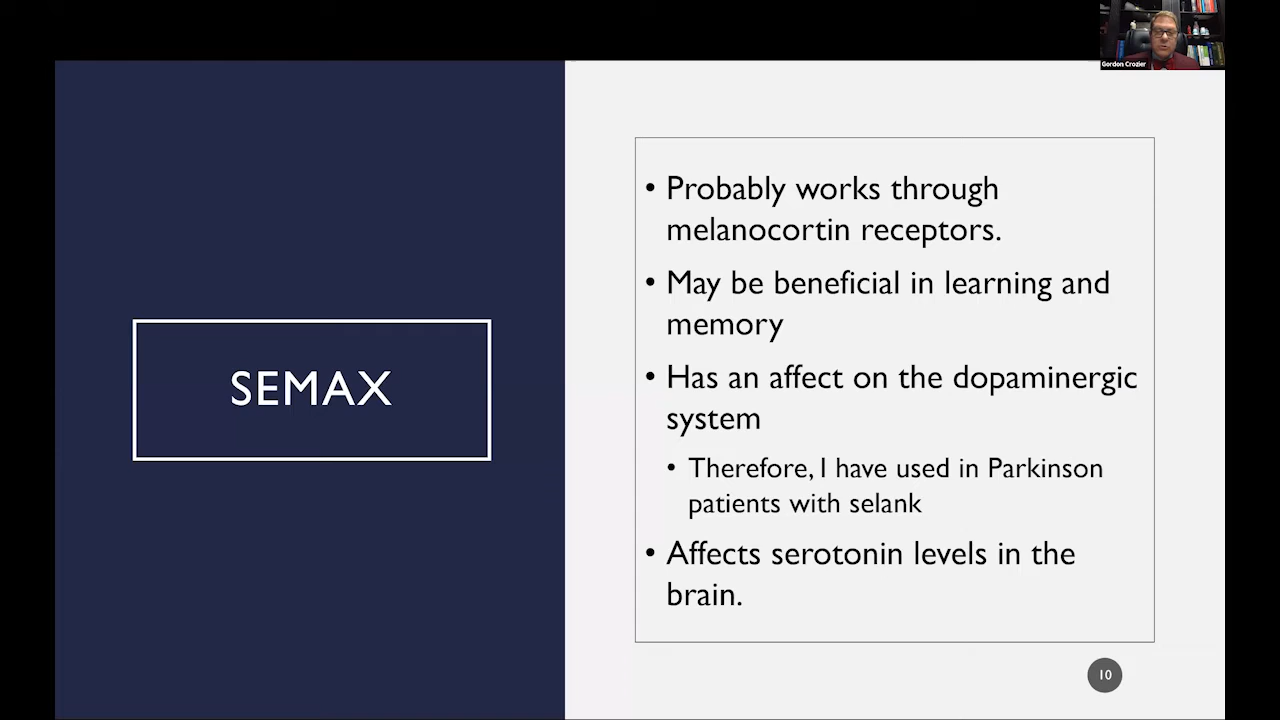 Gordon Crozier
SEMAX
• Probably works through
melanocortin receptors.
• May be beneficial in learning and
memory
• Has an affect on the dopaminergic
system
• Therefore, I have used in Parkinson
patients with selank
• Affects serotonin levels in the
brain.
10